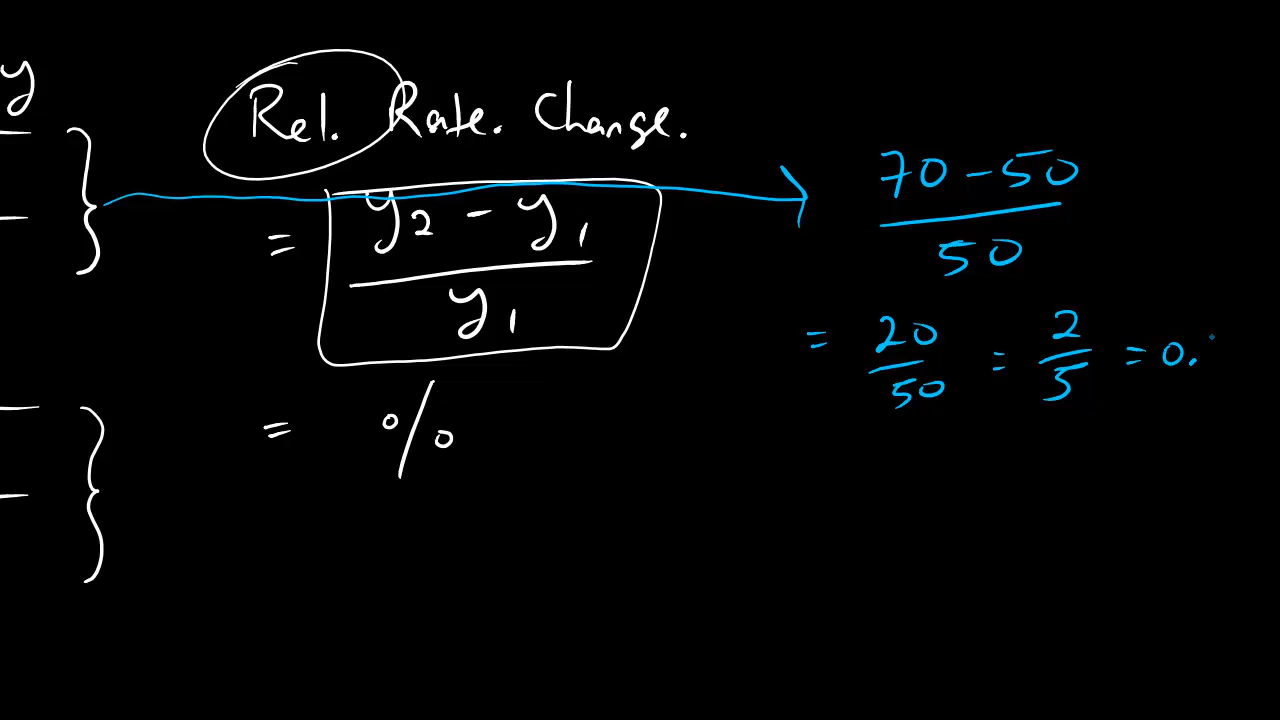 y
Rel. Rate. Change.
= y₂ - y₁ / y₁
= %
70 - 50 / 50
= 20/50 = 2/5 = 0.